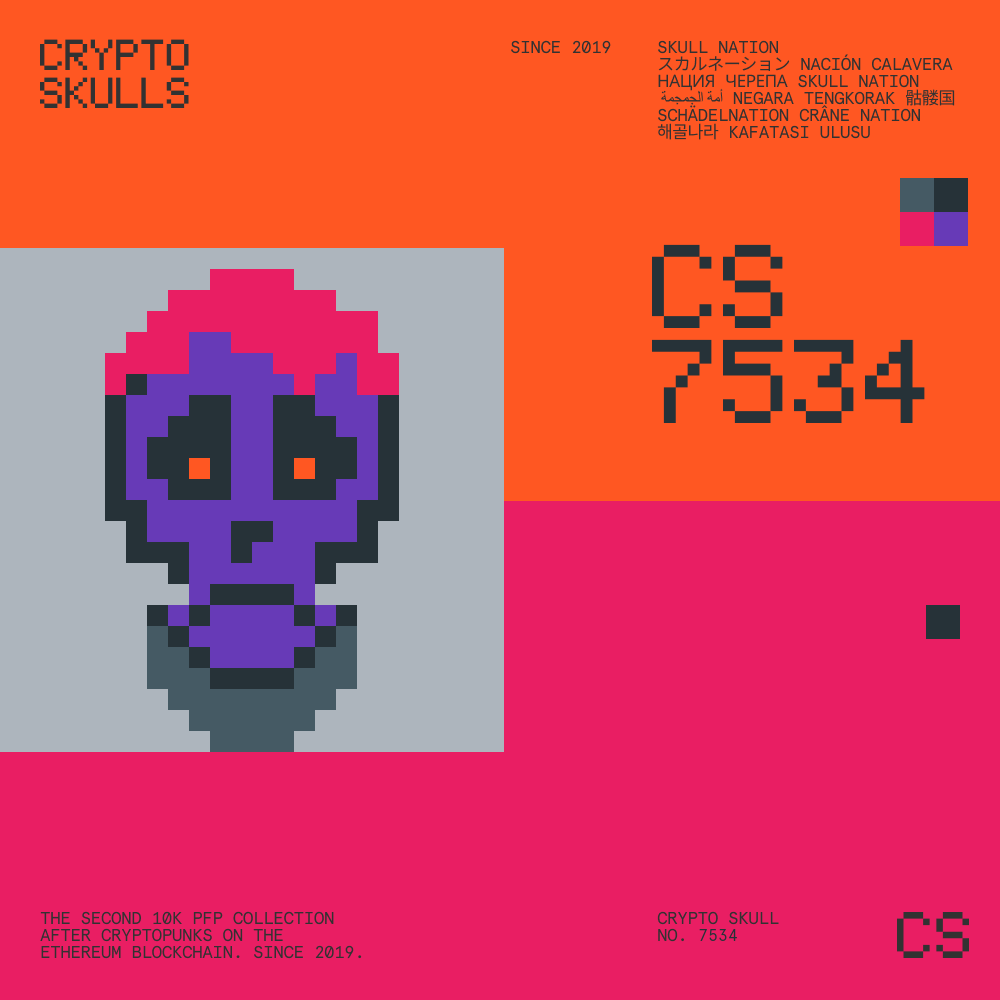 CRYPTO
SKULLS
SINCE 2019
SKULL NATION
スカルネーション NACIÓN CALAVERA
НАЦИЯ ЧЕРЕПА SKULL NATION
أمة الجمجمة NEGARA TENGKORAK 骷髅国
SCHÄDELNATION CRÂNE NATION
해골나라 KAFATASI ULUSU
CS
7534
THE SECOND 10K PFP COLLECTION
AFTER CRYPTOPUNKS ON THE
ETHEREUM BLOCKCHAIN. SINCE 2019.
CRYPTO SKULL
NO. 7534
CS